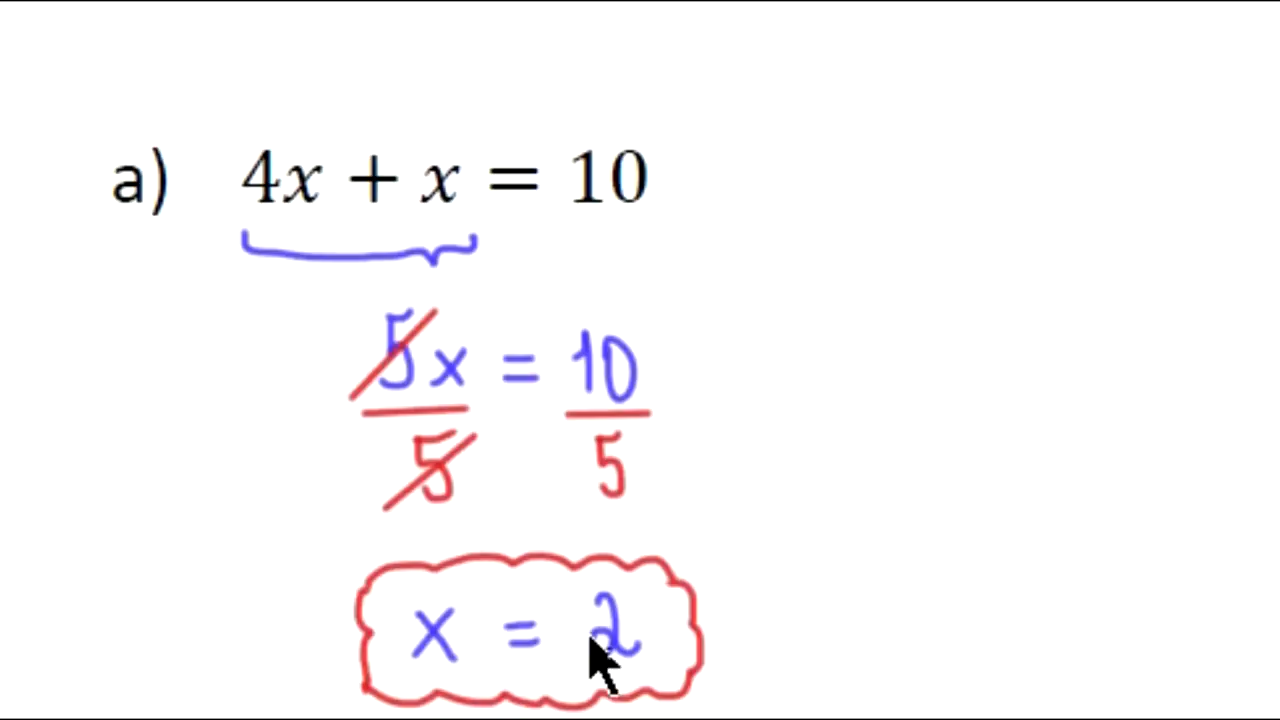 a) 4x + x = 10
5x = 10
5 5
x = 2